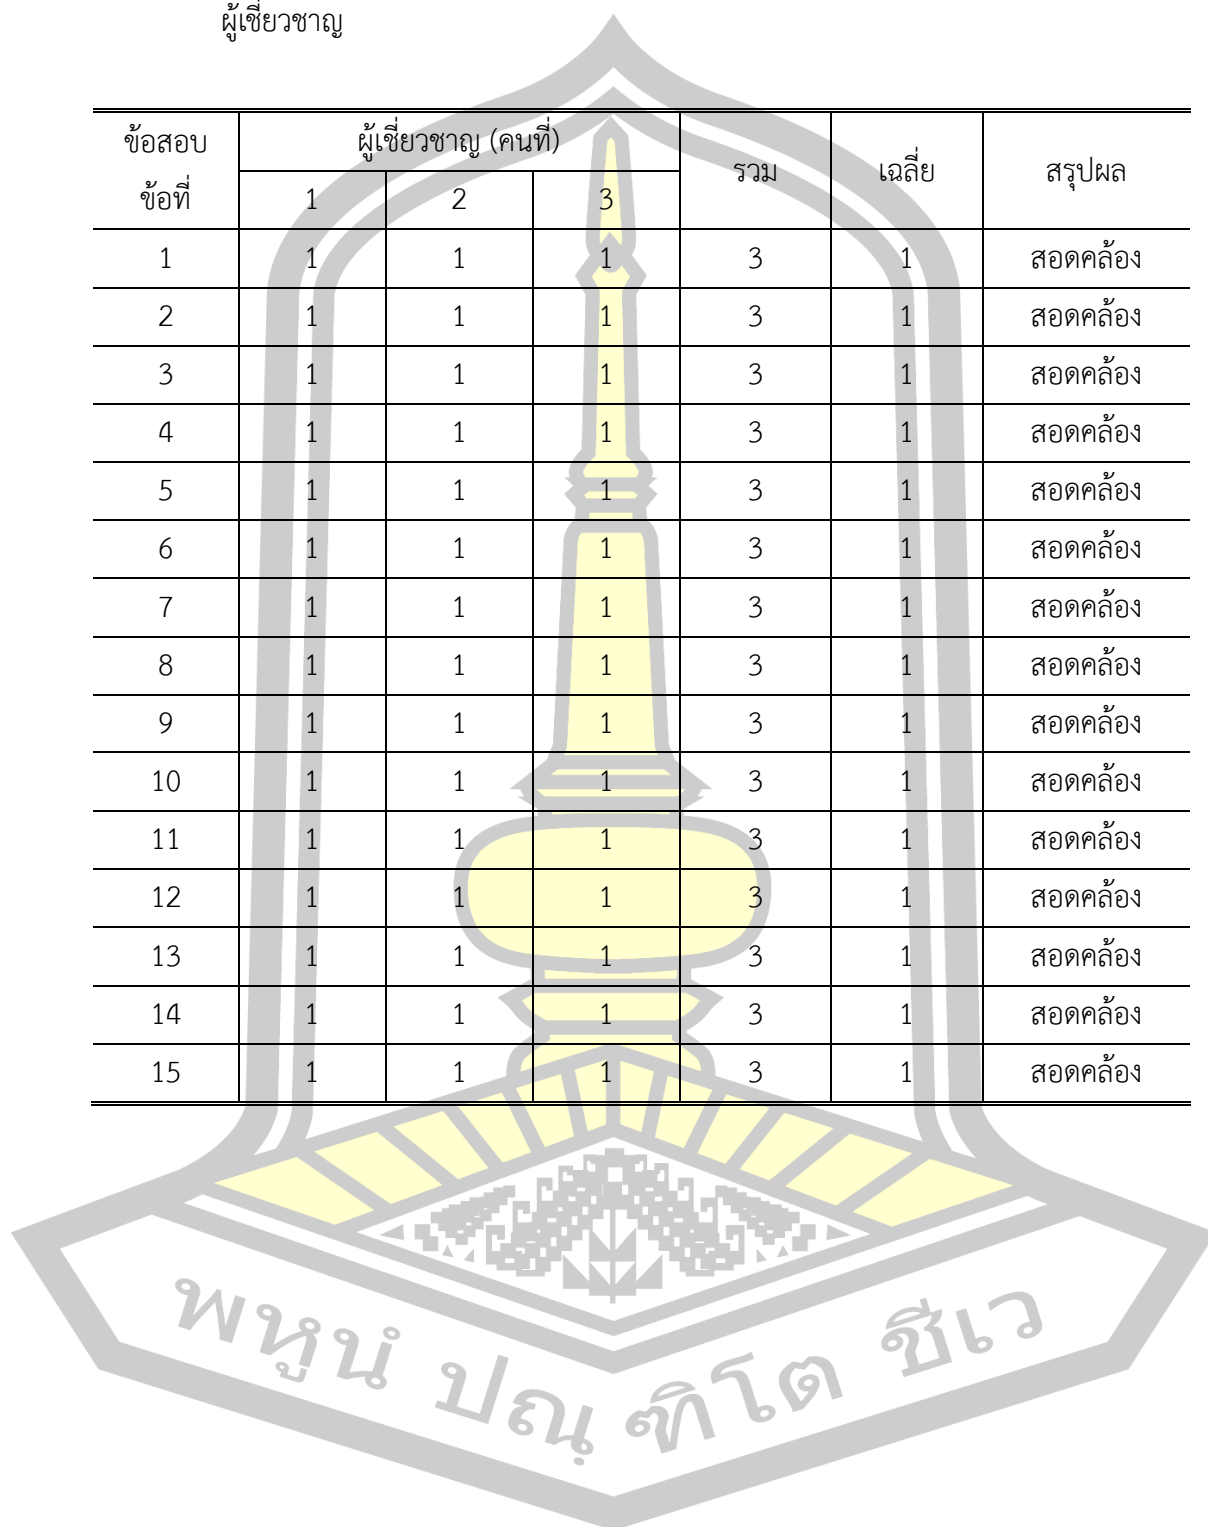 ผู้เชี่ยวชาญ
ข้อสอบ ผู้เชี่ยวชาญ (คนที่) รวม เฉลี่ย สรุปผล
ข้อที่ 1 2 3
1 1 1 1 3 1 สอดคล้อง
2 1 1 1 3 1 สอดคล้อง
3 1 1 1 3 1 สอดคล้อง
4 1 1 1 3 1 สอดคล้อง
5 1 1 1 3 1 สอดคล้อง
6 1 1 1 3 1 สอดคล้อง
7 1 1 1 3 1 สอดคล้อง
8 1 1 1 3 1 สอดคล้อง
9 1 1 1 3 1 สอดคล้อง
10 1 1 1 3 1 สอดคล้อง
11 1 1 1 3 1 สอดคล้อง
12 1 1 1 3 1 สอดคล้อง
13 1 1 1 3 1 สอดคล้อง
14 1 1 1 3 1 สอดคล้อง
15 1 1 1 3 1 สอดคล้อง
พหูนํ ปณฺฑิโต ชีเว